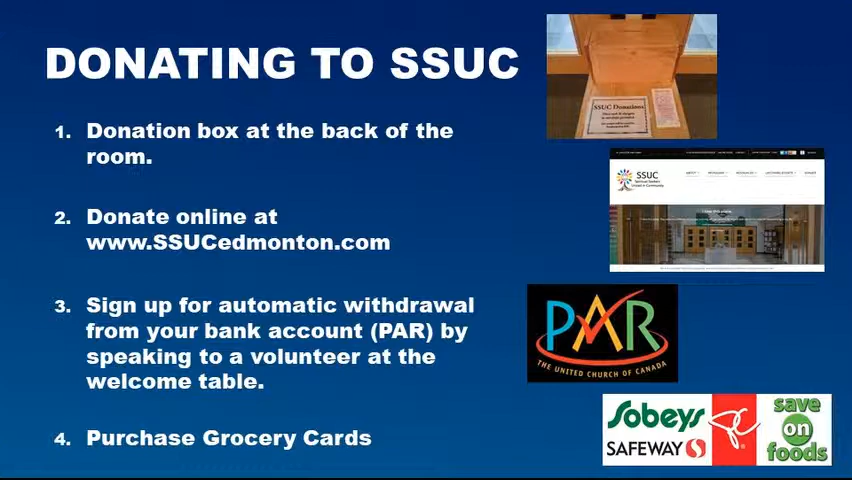 DONATING TO SSUC
1. Donation box at the back of the
room.
2. Donate online at
www.SSUCedmonton.com
3. Sign up for automatic withdrawal
from your bank account (PAR) by
speaking to a volunteer at the
welcome table.
4. Purchase Grocery Cards
SSUC Donations
SSUC
PAR
THE UNITED CHURCH OF CANADA
Sobeys
SAFEWAY
PC
save
on
foods